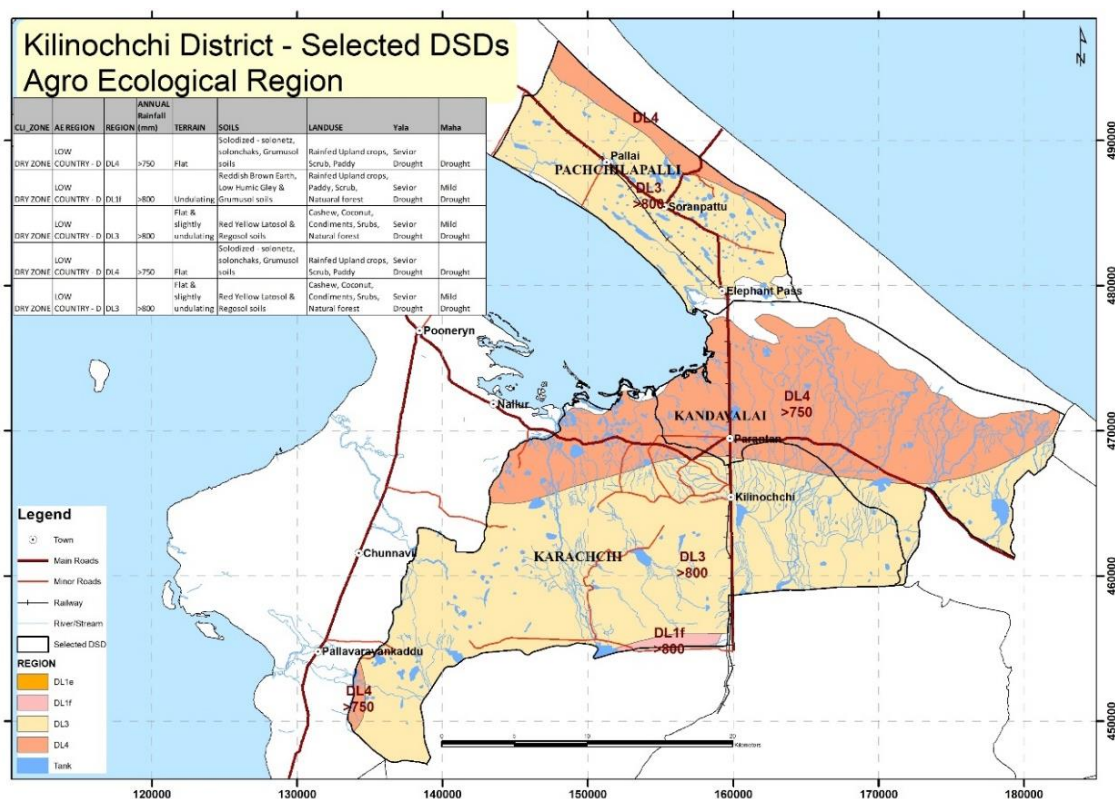 Kilinochchi District - Selected DSDs
Agro Ecological Region
CLI_ZONE AEREGION REGION ANNUAL Rainfall (mm) TERRAIN SOILS LANDUSE Yala Maha
DRY ZONE LOW COUNTRY - D DL4 >750 Flat Solodized - solonetz, solonchaks, Grumusol soils Rainfed Upland crops, Scrub, Paddy Sevior Drought Drought
DRY ZONE LOW COUNTRY - D DL1f >800 Undulating Reddish Brown Earth, Low Humic Gley & Grumusol soils Rainfed Upland crops, Paddy, Scrub, Natuaral forest Sevior Drought Mild Drought
DRY ZONE LOW COUNTRY - D DL3 >800 Flat & slightly undulating Red Yellow Latosol & Regosol soils Cashew, Coconut, Condiments, Srubs, Natural forest Sevior Drought Mild Drought
DRY ZONE LOW COUNTRY - D DL4 >750 Flat Solodized - solonetz, solonchaks, Grumusol soils Rainfed Upland crops, Scrub, Paddy Sevior Drought Drought
DRY ZONE LOW COUNTRY - D DL3 >800 Flat & slightly undulating Red Yellow Latosol & Regosol soils Cashew, Coconut, Condiments, Srubs, Natural forest Sevior Drought Mild Drought
DL4
Pallai
PACHCHILAPALLI
DL3
>800
Soranpattu
Elephant Pass
Pooneryn
Nallur
DL4
>750
KANDAVALAI
Parantan
Kilinochchi
Chunnavil
KARACHCHI
DL3
>800
DL1f
>800
Pallavarayankaddu
DL4
>750
Legend
Town
Main Roads
Minor Roads
Railway
River/Stream
Selected DSD
REGION
DL1e
DL1f
DL3
DL4
Tank
0 5 10 20
Kilometers
120000 130000 140000 150000 160000 170000 180000
490000
480000
470000
460000
450000